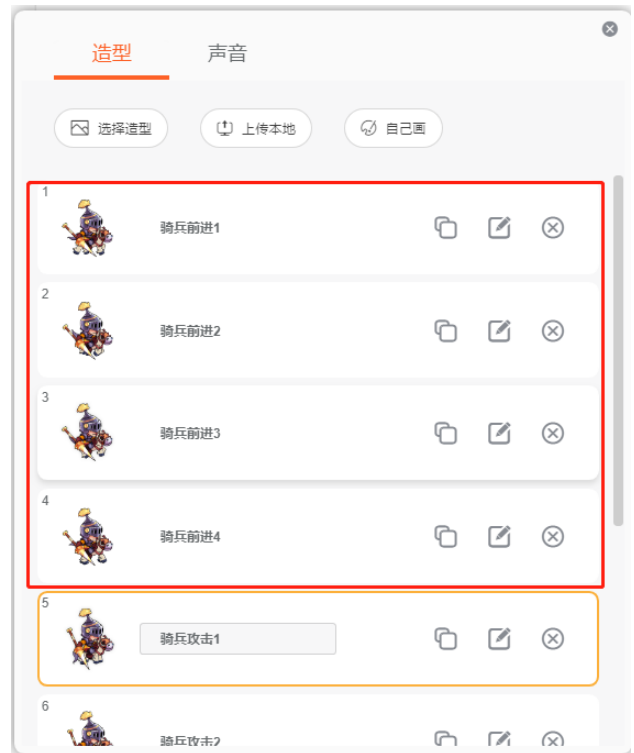 造型 声音
选择造型 上传本地 自己画
1
骑兵前进1
2
骑兵前进2
3
骑兵前进3
4
骑兵前进4
5
骑兵攻击1
6
骑兵攻击2